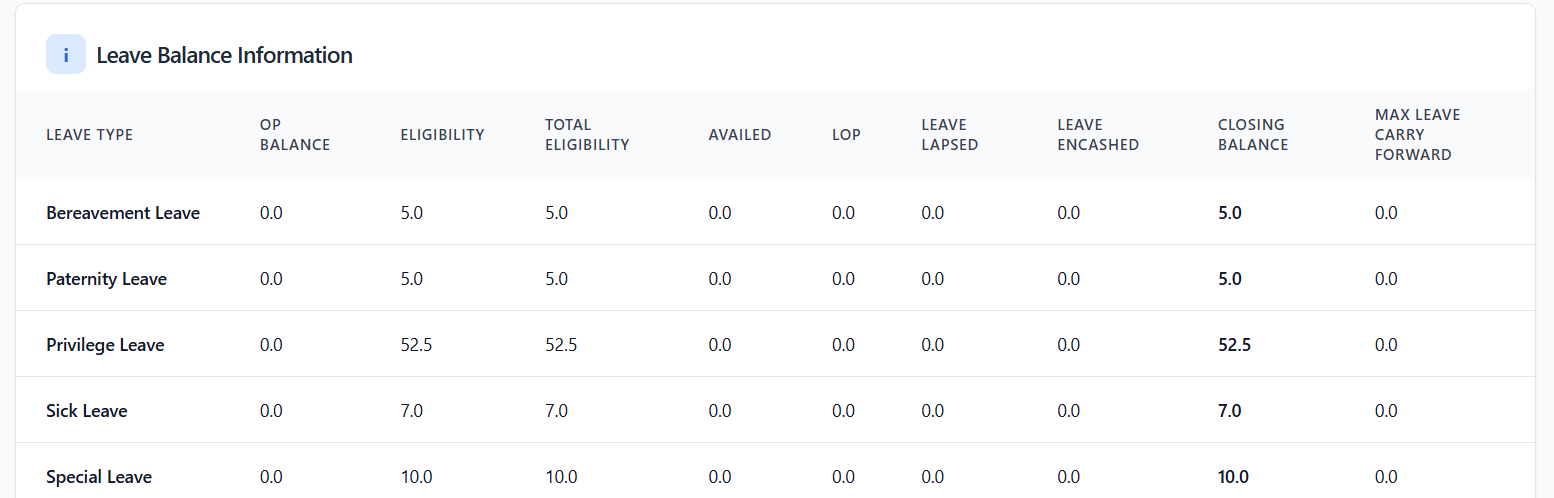 i
Leave Balance Information
LEAVE TYPE OP BALANCE ELIGIBILITY TOTAL ELIGIBILITY AVAILED LOP LEAVE LAPSED LEAVE ENCASHED CLOSING BALANCE MAX LEAVE CARRY FORWARD
Bereavement Leave 0.0 5.0 5.0 0.0 0.0 0.0 0.0 5.0 0.0
Paternity Leave 0.0 5.0 5.0 0.0 0.0 0.0 0.0 5.0 0.0
Privilege Leave 0.0 52.5 52.5 0.0 0.0 0.0 0.0 52.5 0.0
Sick Leave 0.0 7.0 7.0 0.0 0.0 0.0 0.0 7.0 0.0
Special Leave 0.0 10.0 10.0 0.0 0.0 0.0 0.0 10.0 0.0